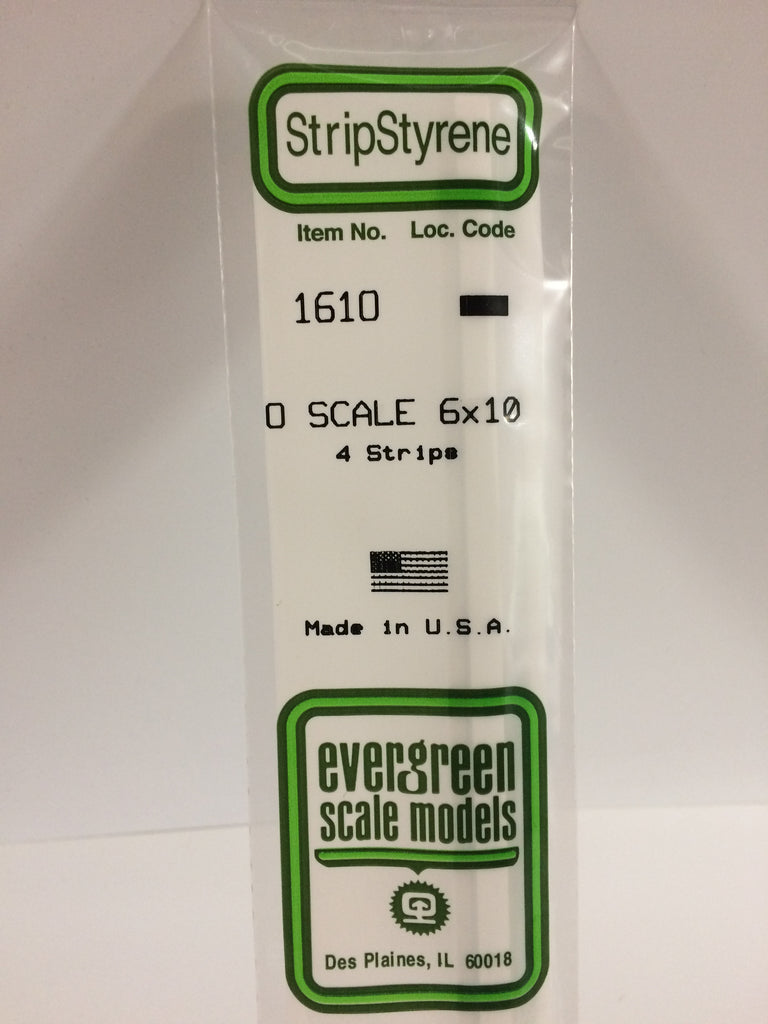 StripStyrene
Item No. Loc. Code
1610
O SCALE 6x10
4 Strips
Made in U.S.A.
evergreen
scale models
Des Plaines, IL 60018